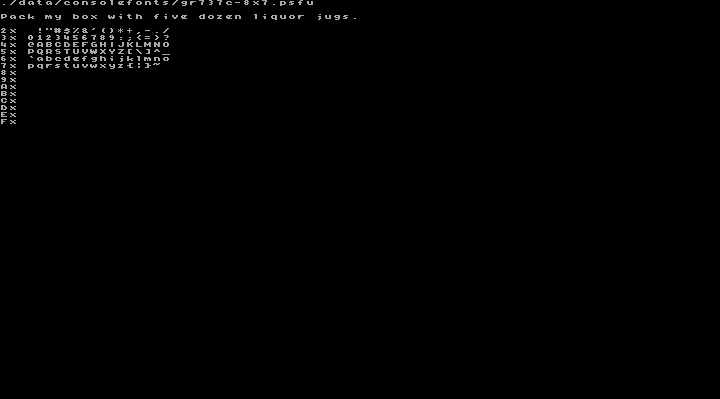 ./data/consolefonts/gr737c-8x7.psfu
Pack my box with five dozen liquor jugs.
2x   !"#$%&'()*+,-./
3x  0123456789:;<=>?
4x  @ABCDEFGHIJKLMNO
5x  PQRSTUVWXYZ[\]^_
6x  `abcdefghijklmno
7x  pqrstuvwxyz{|}~
8x
9x
Ax
Bx
Cx
Dx
Ex
Fx